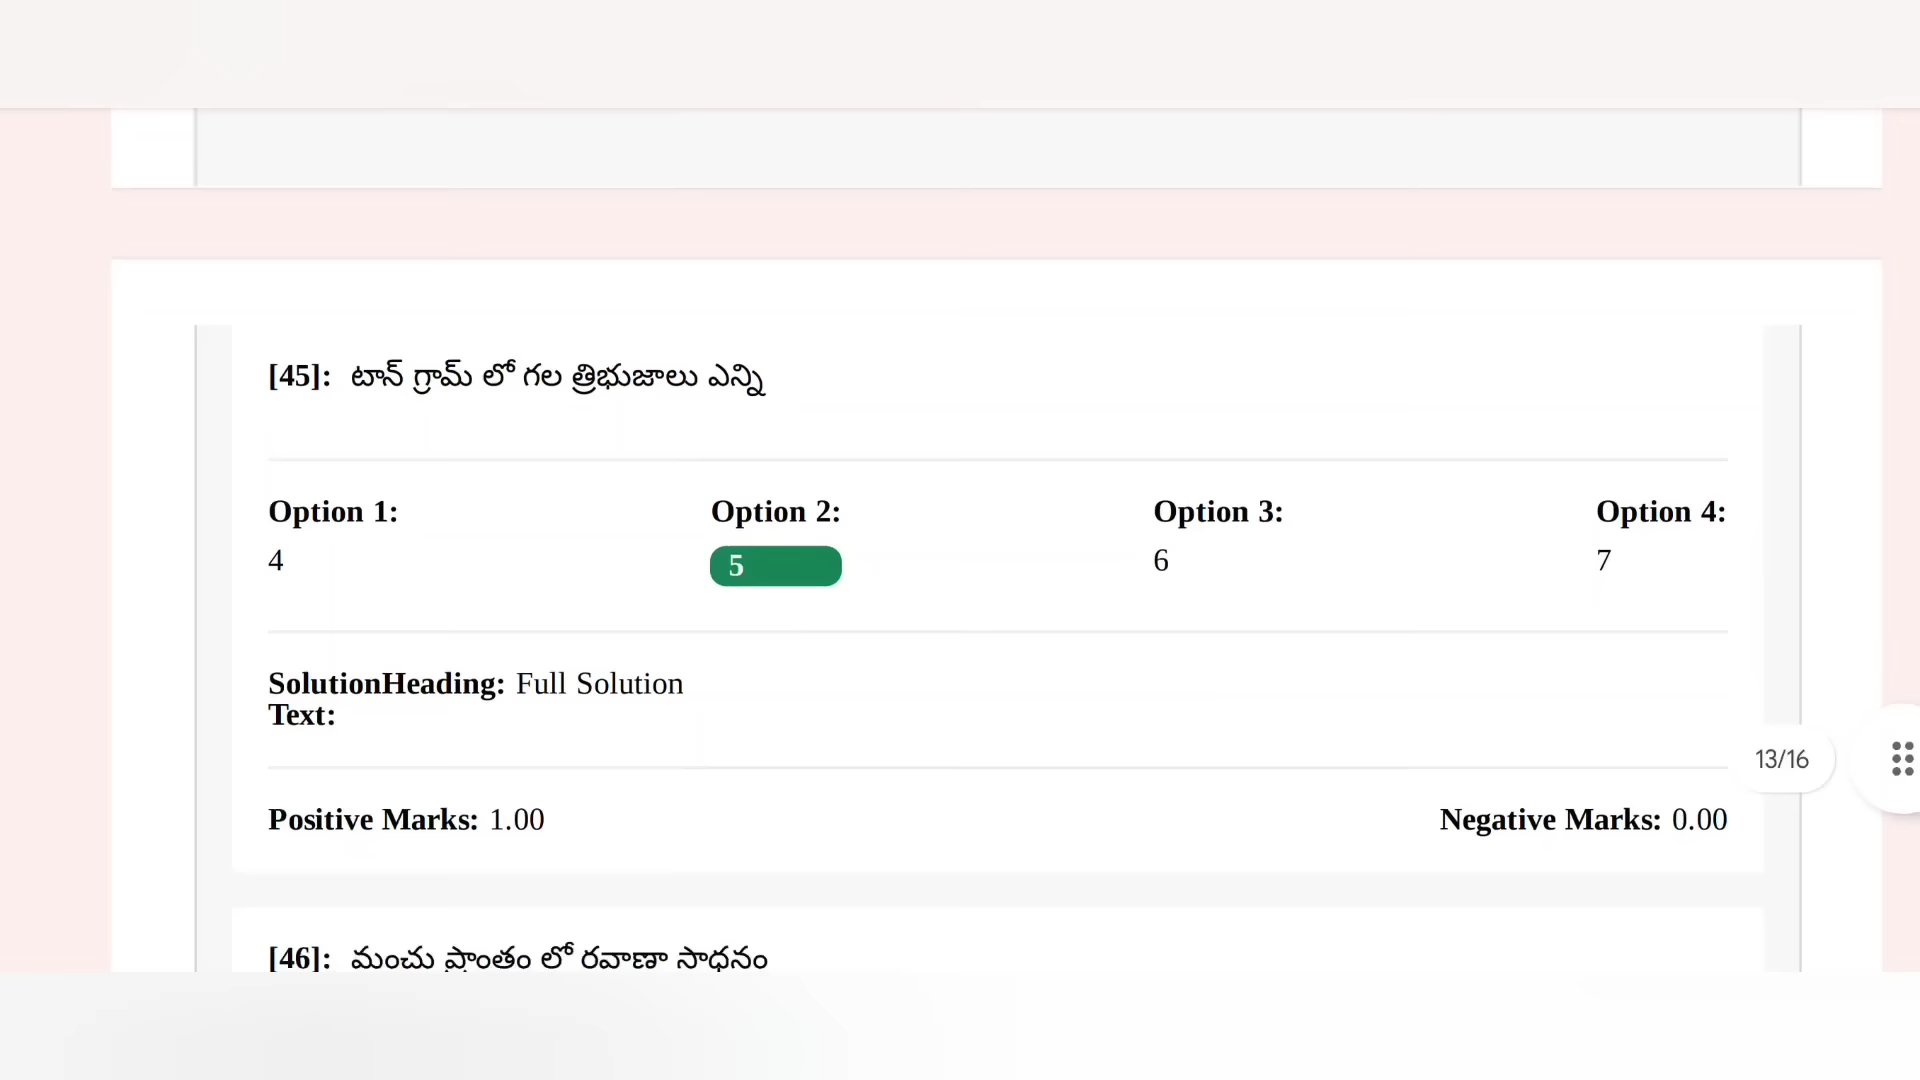 [45]: టాన్ గ్రామ్ లో గల త్రిభుజాలు ఎన్ని
Option 1: Option 2: Option 3: Option 4:
4 5 6 7
SolutionHeading: Full Solution
Text:
13/16
Positive Marks: 1.00 Negative Marks: 0.00
[46]: మంచు ప్రాంతం లో రవాణా సాధనం